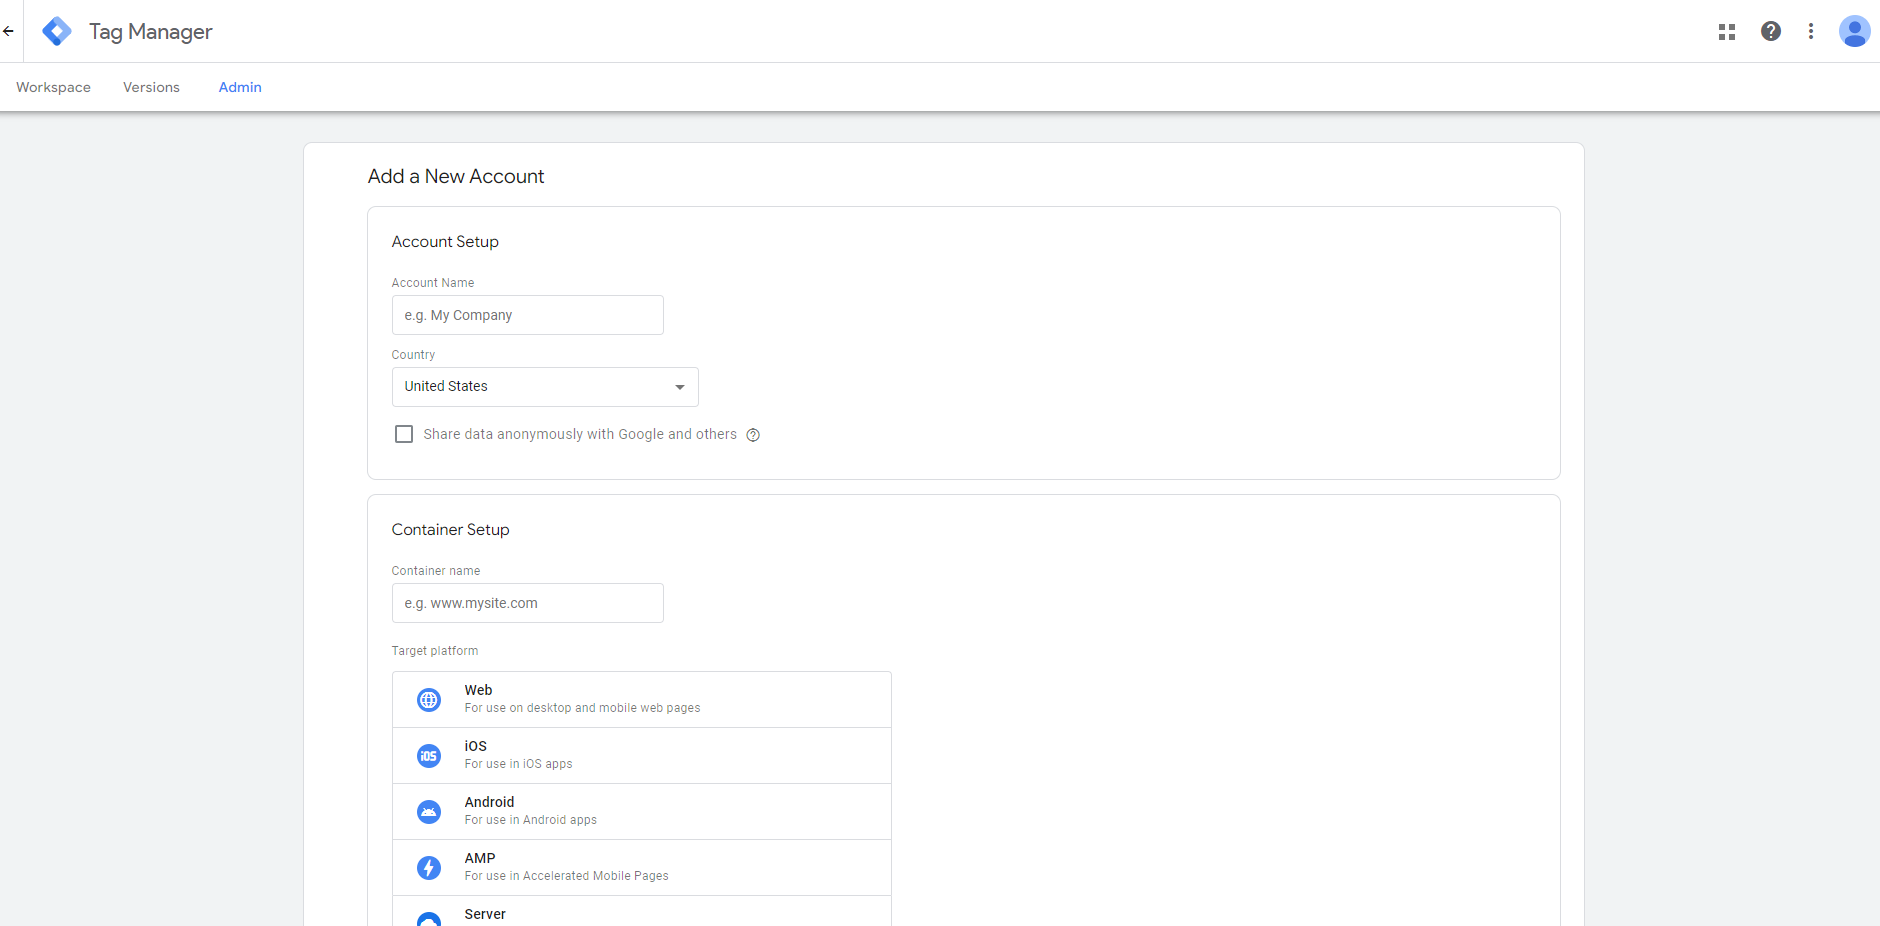 Tag Manager
Workspace
Versions
Admin
Add a New Account
Account Setup
Account Name
e.g. My Company
Country
United States
Share data anonymously with Google and others
Container Setup
Container name
e.g. www.mysite.com
Target platform
Web
For use on desktop and mobile web pages
iOS
iOS
For use in iOS apps
Android
For use in Android apps
AMP
For use in Accelerated Mobile Pages
Server